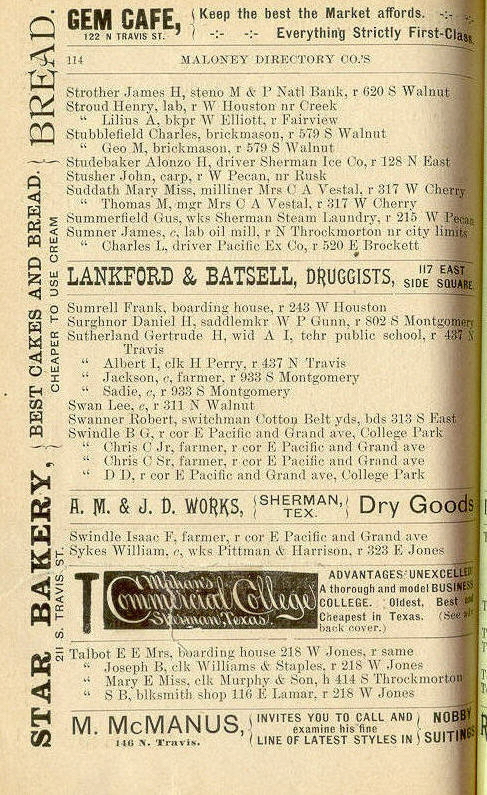 GEM CAFE, Keep the best the Market affords. -:- -:-
122 N TRAVIS ST. -:- -:- Everything Strictly First-Class.
114 MALONEY DIRECTORY CO.'S
Strother James H, steno M & P Natl Bank, r 620 S Walnut
Stroud Henry, lab, r W Houston nr Creek
“ Lilius A, bkpr W Elliott, r Fairview
Stubblefield Charles, brickmason, r 579 S Walnut
“ Geo M, brickmason, r 579 S Walnut
Studebaker Alonzo H, driver Sherman Ice Co, r 128 N East
Stusher John, carp, r W Pecan, nr Rusk
Suddath Mary Miss, milliner Mrs C A Vestal, r 317 W Cherry
“ Thomas M, mgr Mrs C A Vestal, r 317 W Cherry
Summerfield Gus, wks Sherman Steam Laundry, r 215 W Pecan
Sumner James, c, lab oil mill, r N Throckmorton nr city limits
“ Charles L, driver Pacific Ex Co, r 520 E Brockett
LANKFORD & BATSELL, DRUGGISTS, 117 EAST SIDE SQUARE
Sumrell Frank, boarding house, r 243 W Houston
Surghnor Daniel H, saddlemkr W P Gunn, r 802 S Montgomery
Sutherland Gertrude H, wid A I, tchr public school, r 437 N
Travis
“ Albert I, clk H Perry, r 437 N Travis
“ Jackson, c, farmer, r 933 S Montgomery
“ Sadie, c, r 933 S Montgomery
Swan Lee, c, r 311 N Walnut
Swanner Robert, switchman Cotton Belt yds, bds 313 S East
Swindle B G, r cor E Pacific and Grand ave, College Park
“ Chris C Jr, farmer, r cor E Pacific and Grand ave
“ Chris C Sr, farmer, r cor E Pacific and Grand ave
“ D D, r cor E Pacific and Grand ave, College Park
A. M. & J. D. WORKS, SHERMAN, TEX. Dry Goods
Swindle Isaac F, farmer, r cor E Pacific and Grand ave
Sykes William, c, wks Pittman & Harrison, r 323 E Jones
T
Mahan's
Commercial College
Sherman, Texas.
ADVANTAGES UNEXCELLED
A thorough and model BUSINESS
COLLEGE. Oldest, Best and
Cheapest in Texas. (See
back cover.)
Talbot E E Mrs, boarding house 218 W Jones, r same
“ Joseph B, clk Williams & Staples, r 218 W Jones
“ Mary E Miss, clk Murphy & Son, h 414 S Throckmorton
“ S B, blksmith shop 116 E Lamar, r 218 W Jones
M. McMANUS,
146 N. Travis.
INVITES YOU TO CALL AND
examine his fine
LINE OF LATEST STYLES IN
NOBBY
SUITINGS
STAR BAKERY, BEST CAKES AND BREAD. BREAD.
211 S. TRAVIS ST. CHEAPER TO USE CREAM